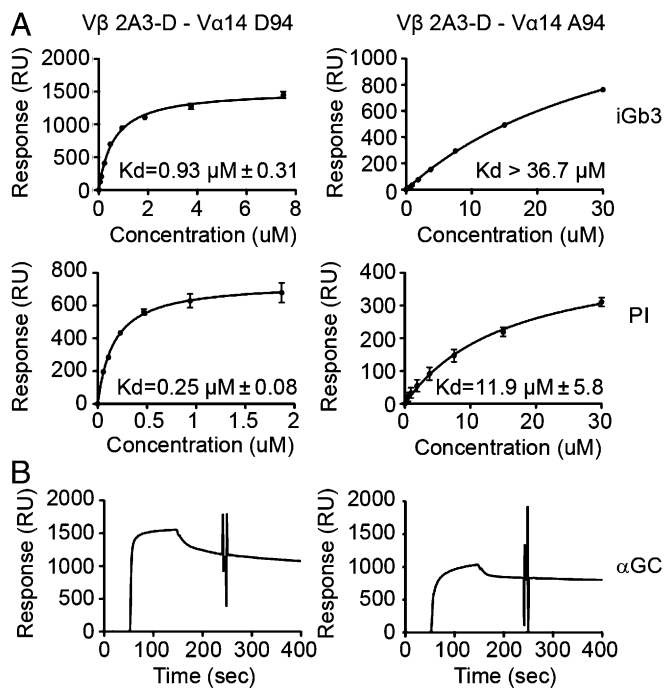 A
Vβ 2A3-D - Vα14 D94
Vβ 2A3-D - Vα14 A94
Response (RU)
2000
1500
1000
500
0
Kd=0.93 µM ± 0.31
0 2 4 6 8
Concentration (uM)
Response (RU)
1000
800
600
400
200
0
Kd > 36.7 µM
0 10 20 30
Concentration (uM)
iGb3
Response (RU)
800
600
400
200
0
Kd=0.25 µM ± 0.08
0 0.5 1 1.5 2
Concentration (uM)
Response (RU)
400
300
200
100
0
Kd=11.9 µM ± 5.8
0 10 20 30
Concentration (uM)
PI
B
Response (RU)
2000
1500
1000
500
0
0 100 200 300 400
Time (sec)
Response (RU)
2000
1500
1000
500
0
0 100 200 300 400
Time (sec)
αGC